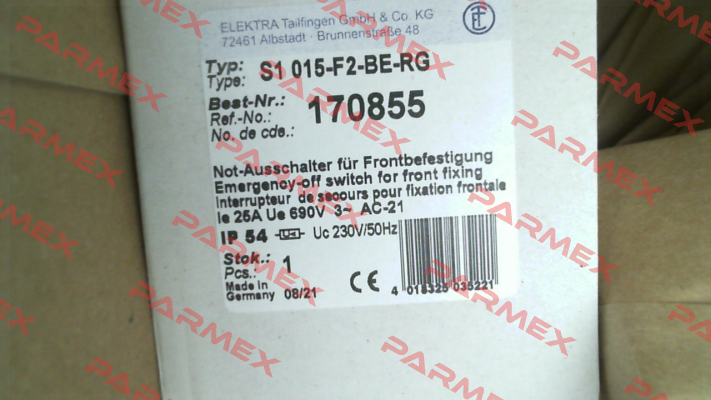 ELEKTRA Tailfingen GmbH & Co. KG
72461 Albstadt · Brunnenstraße 48
Typ: S1 015-F2-BE-RG
Type:
Best-Nr.: 170855
Ref.-No.:
No. de cde.:
Not-Ausschalter für Frontbefestigung
Emergency-off switch for front fixing
Interrupteur de secours pour fixation frontale
Ie 25A Ue 690V 3~ AC-21
IP 54 Uc 230V/50Hz
Stck.: 1
Pcs.:
Made in
Germany 08/21
CE
4 018325 035221
PARMEX
PARMEX
PARMEX
PARMEX
PARMEX
PARMEX
PARMEX
PARMEX